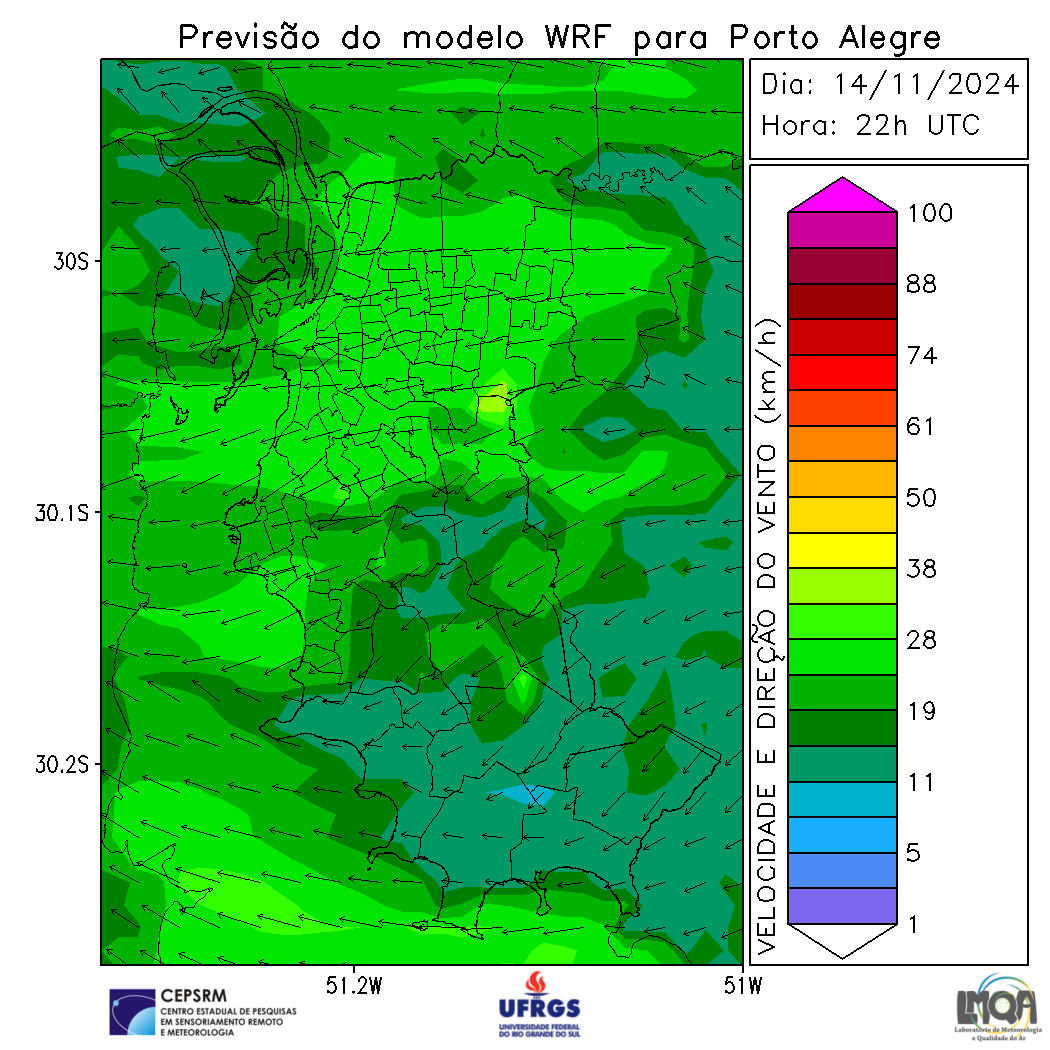 Previsão do modelo WRF para Porto Alegre
Dia: 14/11/2024
Hora: 22h UTC
30S
30.1S
30.2S
51.2W
51W
VELOCIDADE E DIREÇÃO DO VENTO (km/h)
100
88
74
61
50
38
28
19
11
5
1
CEPSRM
CENTRO ESTADUAL DE PESQUISAS
EM SENSORIAMENTO REMOTO
E METEOROLOGIA
UFRGS
UNIVERSIDADE FEDERAL
DO RIO GRANDE DO SUL
LMQA
Laboratório de Meteorologia
e Qualidade do Ar